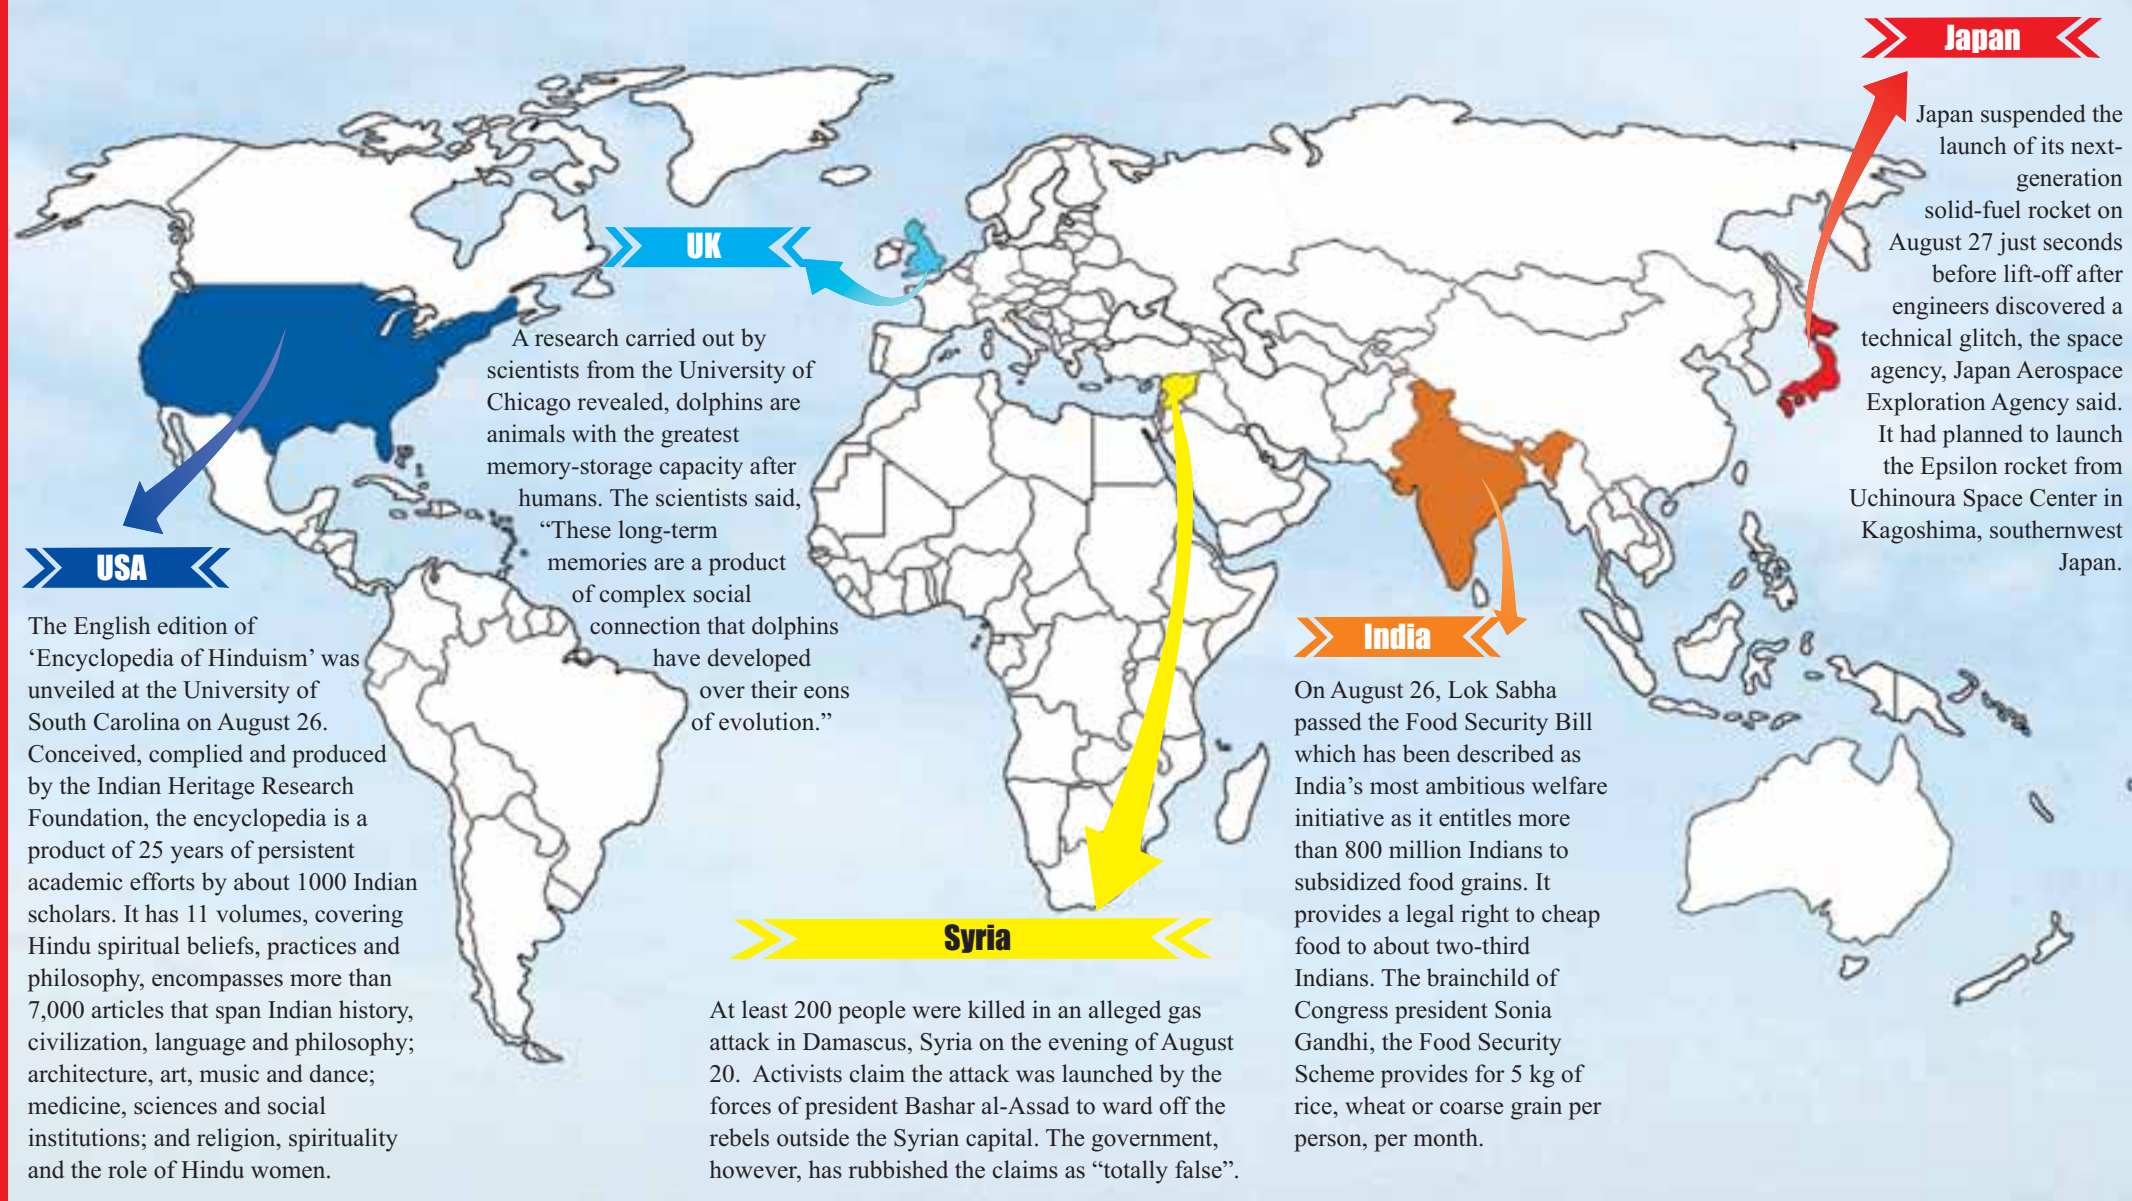 USA
The English edition of
‘Encyclopedia of Hinduism’ was
unveiled at the University of
South Carolina on August 26.
Conceived, complied and produced
by the Indian Heritage Research
Foundation, the encyclopedia is a
product of 25 years of persistent
academic efforts by about 1000 Indian
scholars. It has 11 volumes, covering
Hindu spiritual beliefs, practices and
philosophy, encompasses more than
7,000 articles that span Indian history,
civilization, language and philosophy;
architecture, art, music and dance;
medicine, sciences and social
institutions; and religion, spirituality
and the role of Hindu women.
UK
A research carried out by
scientists from the University of
Chicago revealed, dolphins are
animals with the greatest
memory-storage capacity after
humans. The scientists said,
“These long-term
memories are a product
of complex social
connection that dolphins
have developed
over their eons
of evolution.”
Syria
At least 200 people were killed in an alleged gas
attack in Damascus, Syria on the evening of August
20. Activists claim the attack was launched by the
forces of president Bashar al-Assad to ward off the
rebels outside the Syrian capital. The government,
however, has rubbished the claims as “totally false”.
India
On August 26, Lok Sabha
passed the Food Security Bill
which has been described as
India’s most ambitious welfare
initiative as it entitles more
than 800 million Indians to
subsidized food grains. It
provides a legal right to cheap
food to about two-third
Indians. The brainchild of
Congress president Sonia
Gandhi, the Food Security
Scheme provides for 5 kg of
rice, wheat or coarse grain per
person, per month.
Japan
Japan suspended the
launch of its next-
generation
solid-fuel rocket on
August 27 just seconds
before lift-off after
engineers discovered a
technical glitch, the space
agency, Japan Aerospace
Exploration Agency said.
It had planned to launch
the Epsilon rocket from
Uchinoura Space Center in
Kagoshima, southernwest
Japan.